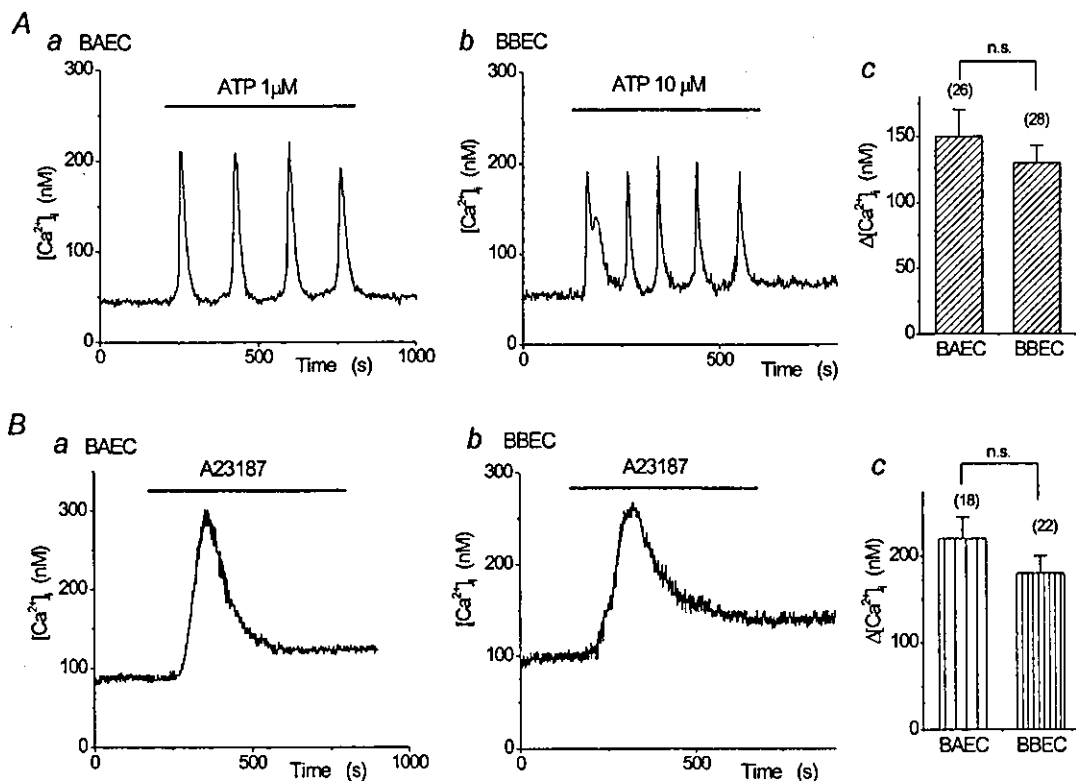 A
a BAEC
ATP 1µM
[Ca²⁺]i (nM)
300
200
100
0
0
500
1000
Time (s)
b BBEC
ATP 10 µM
[Ca²⁺]i (nM)
300
200
100
0
0
500
Time (s)
c
n.s.
(26)
(28)
Δ[Ca²⁺]i (nM)
150
100
50
0
BAEC
BBEC
B
a BAEC
A23187
[Ca²⁺]i (nM)
300
200
100
0
0
500
1000
Time (s)
b BBEC
A23187
[Ca²⁺]i (nM)
300
200
100
0
0
500
Time (s)
c
n.s.
(18)
(22)
Δ[Ca²⁺]i (nM)
200
100
0
BAEC
BBEC